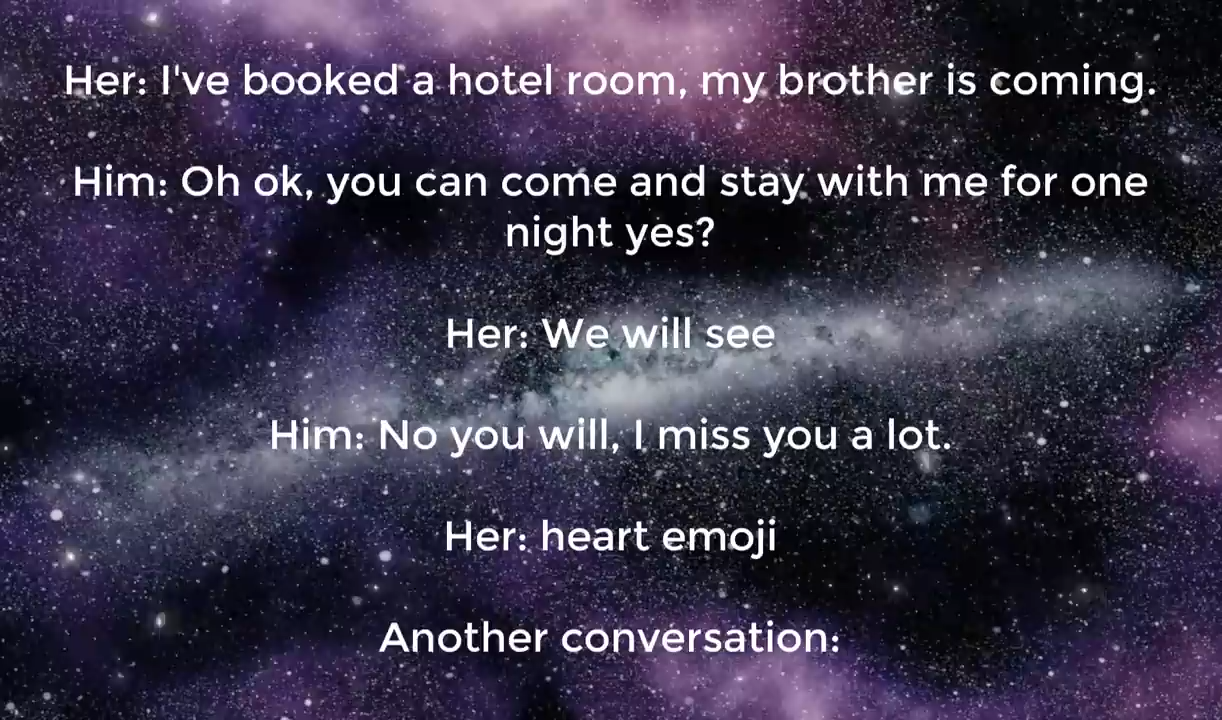 Her: I've booked a hotel room, my brother is coming.
Him: Oh ok, you can come and stay with me for one
night yes?
Her: We will see
Him: No you will, I miss you a lot.
Her: heart emoji
Another conversation: